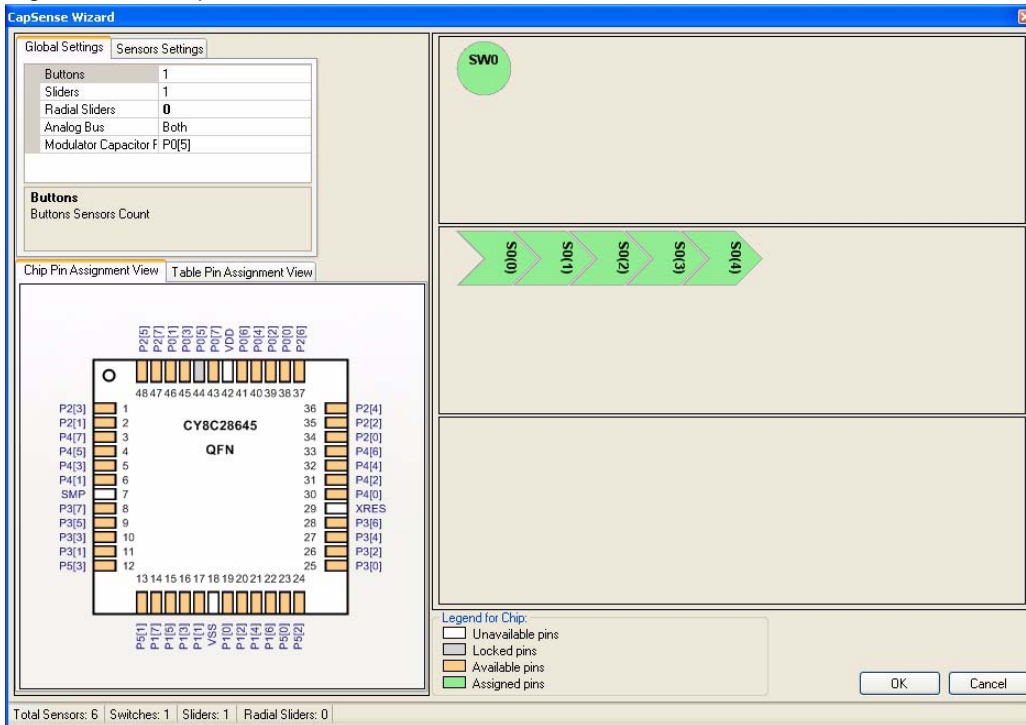 CapSense Wizard
Global Settings
Sensors Settings
Buttons 1
Sliders 1
Radial Sliders 0
Analog Bus Both
Modulator Capacitor P0[5]
Buttons
Buttons Sensors Count
Chip Pin Assignment View
Table Pin Assignment View
P2[5] P2[7] P0[1] P0[3] P0[5] P0[7] VDD P0[6] P0[4] P0[2] P0[0] P2[6]
48 47 46 45 44 43 42 41 40 39 38 37
P2[3] 1
P2[1] 2
P4[7] 3
P4[5] 4
P4[3] 5
P4[1] 6
SMP 7
P3[7] 8
P3[5] 9
P3[3] 10
P3[1] 11
P5[3] 12
CY8C28645
QFN
36 P2[4]
35 P2[2]
34 P2[0]
33 P4[6]
32 P4[4]
31 P4[2]
30 P4[0]
29 XRES
28 P3[6]
27 P3[4]
26 P3[2]
25 P3[0]
13 14 15 16 17 18 19 20 21 22 23 24
P5[1] P1[7] P1[5] P1[3] P1[1] VSS P1[0] P1[2] P1[4] P1[6] P5[0] P5[2]
SW0
S0(0) S0(1) S0(2) S0(3) S0(4)
Legend for Chip:
Unavailable pins
Locked pins
Available pins
Assigned pins
OK
Cancel
Total Sensors: 6 Switches: 1 Sliders: 1 Radial Sliders: 0